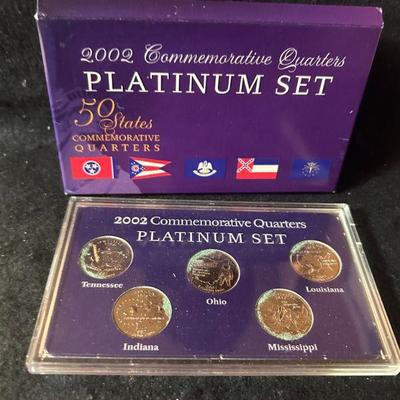 2002 Commemorative Quarters
PLATINUM SET
50
States
COMMEMORATIVE
QUARTERS
2002 Commemorative Quarters
PLATINUM SET
Tennessee
Ohio
Louisiana
Indiana
Mississippi